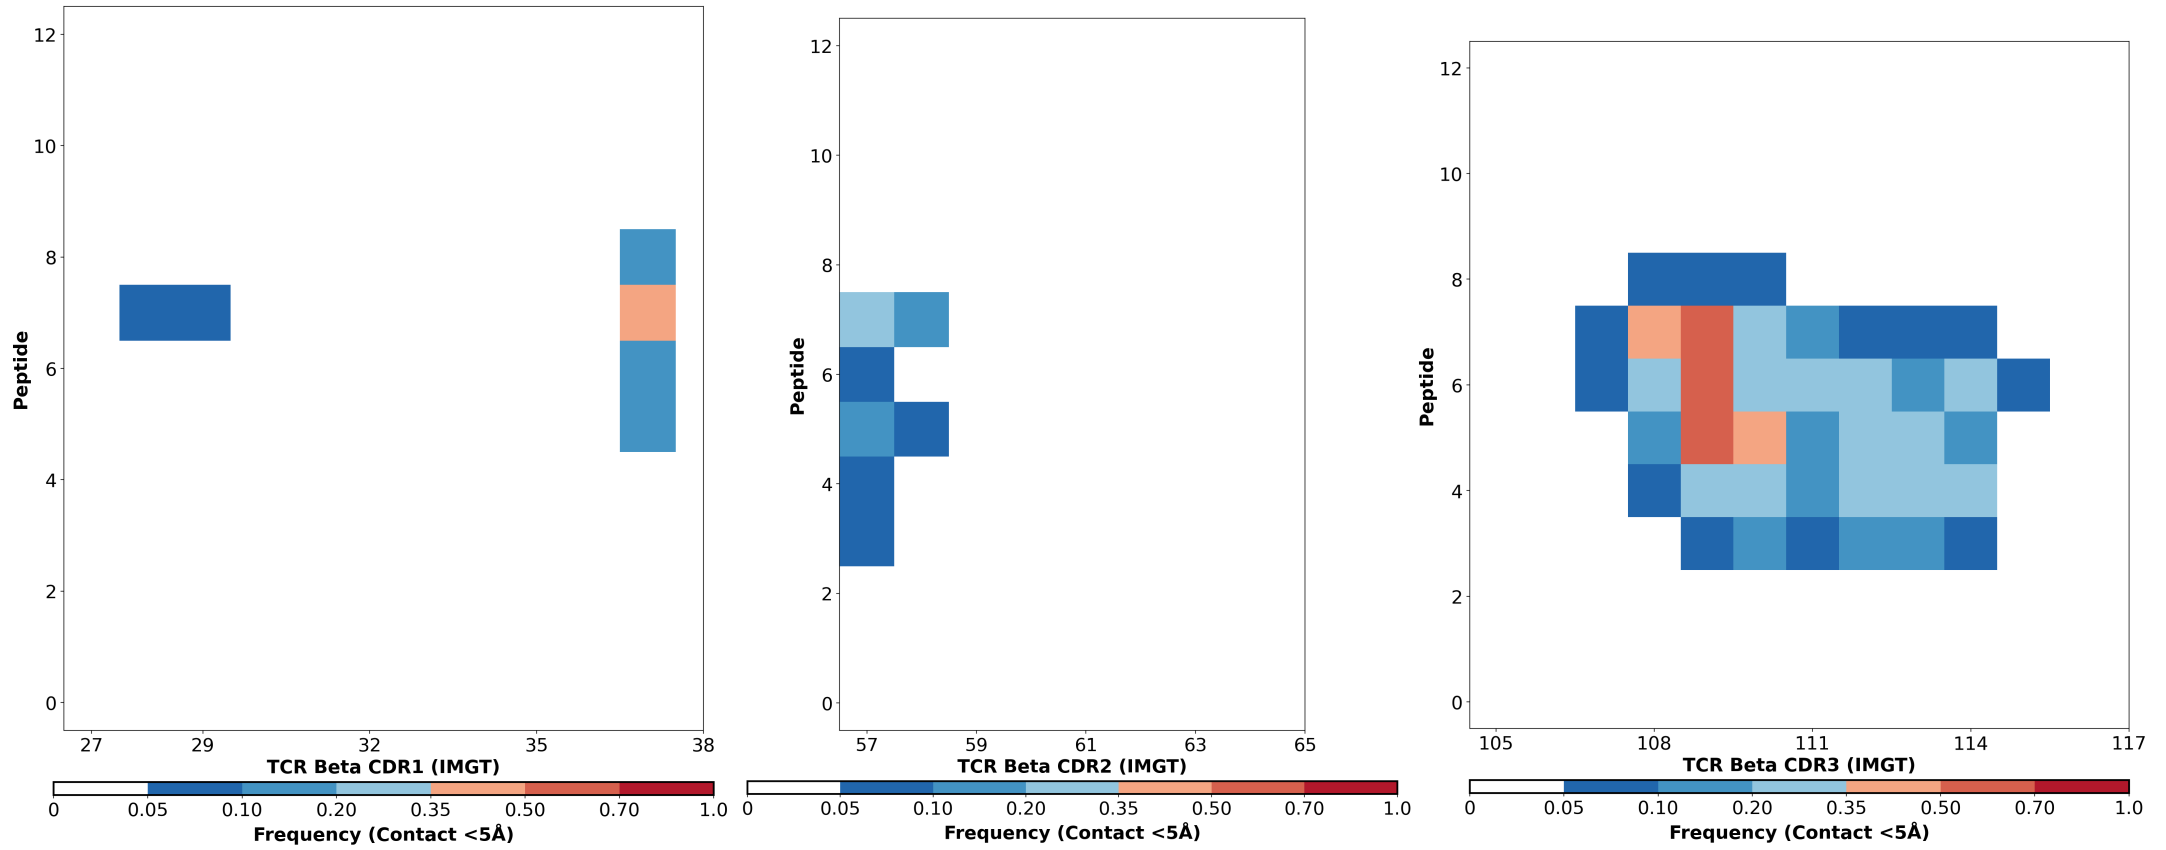 12
10
8
6
4
2
0
Peptide
27 29 32 35 38
TCR Beta CDR1 (IMGT)
0 0.05 0.10 0.20 0.35 0.50 0.70 1.0
Frequency (Contact <5Å)
12
10
8
6
4
2
0
Peptide
57 59 61 63 65
TCR Beta CDR2 (IMGT)
0 0.05 0.10 0.20 0.35 0.50 0.70 1.0
Frequency (Contact <5Å)
12
10
8
6
4
2
0
Peptide
105 108 111 114 117
TCR Beta CDR3 (IMGT)
0 0.05 0.10 0.20 0.35 0.50 0.70 1.0
Frequency (Contact <5Å)